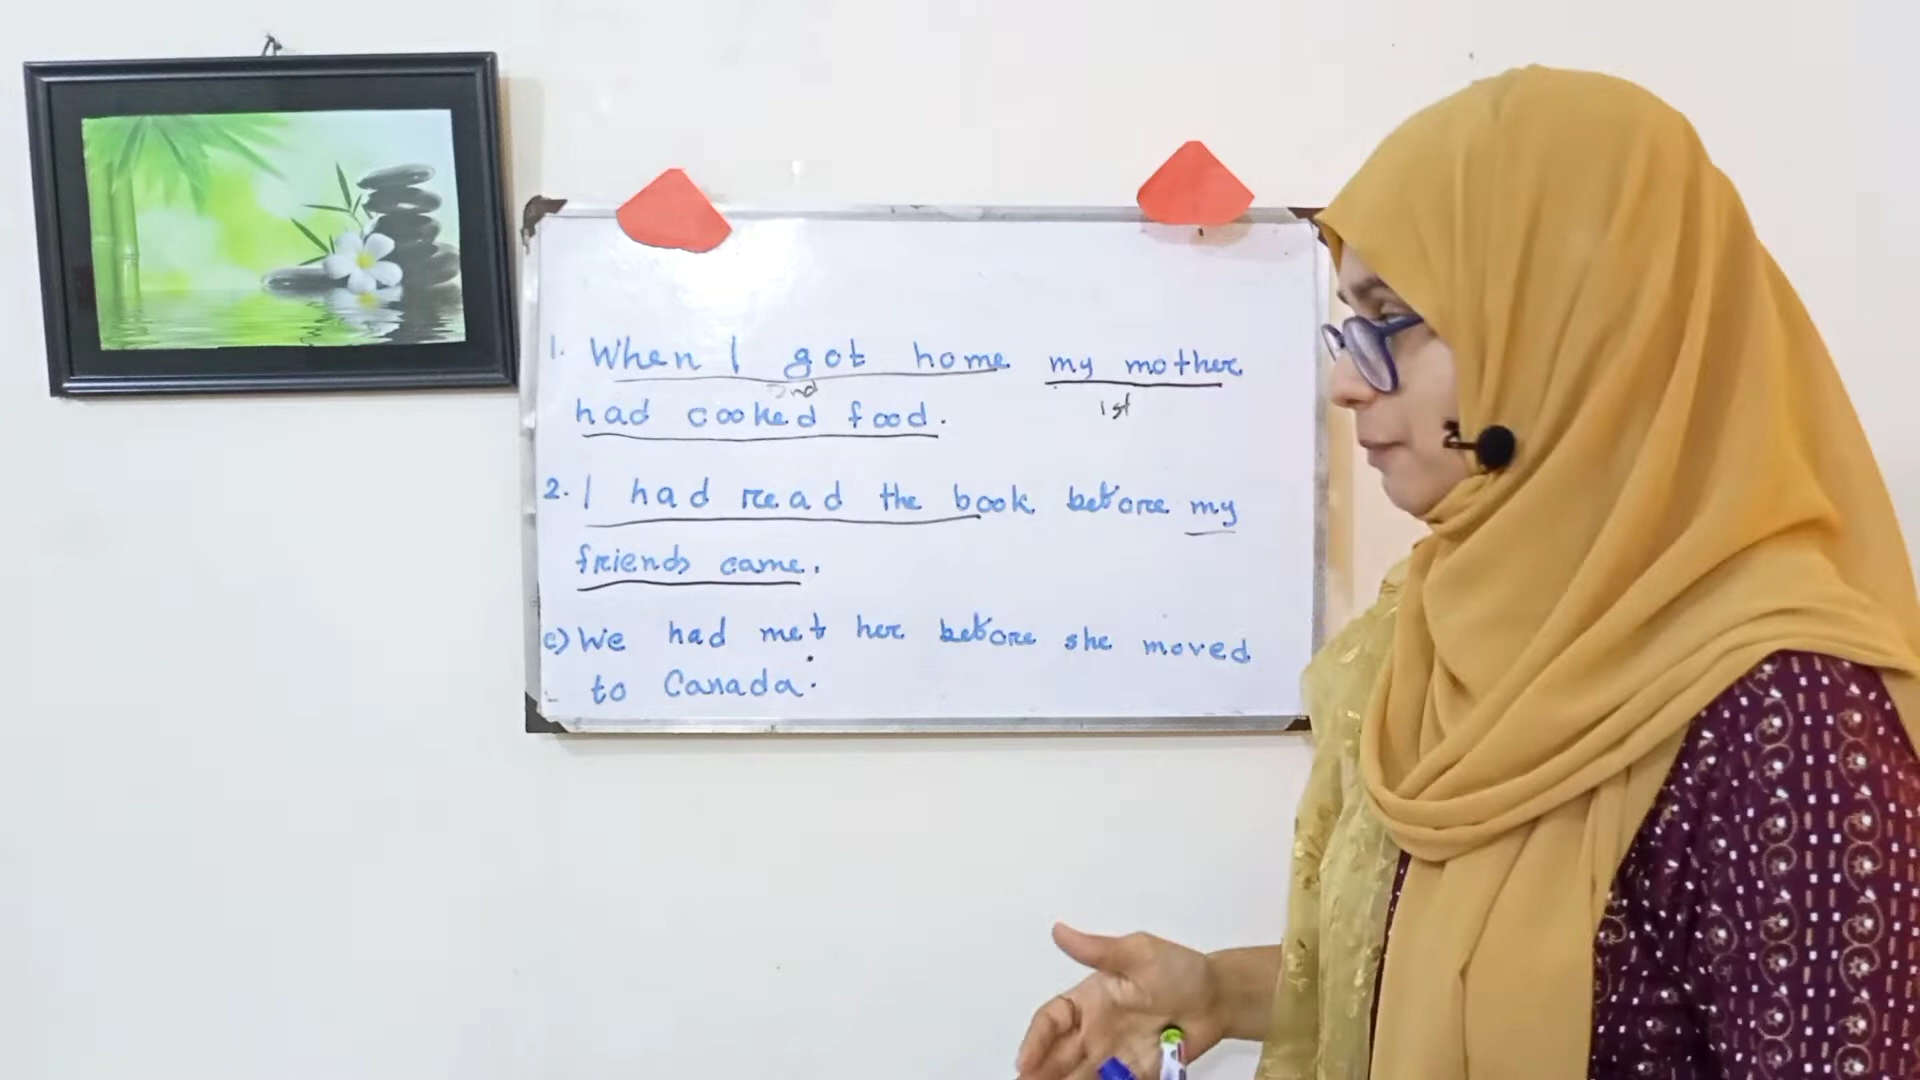 1. When I got home my mother
2nd
1st
had cooked food.
2. I had read the book before my
friends came.
c) We had met her before she moved
to Canada.